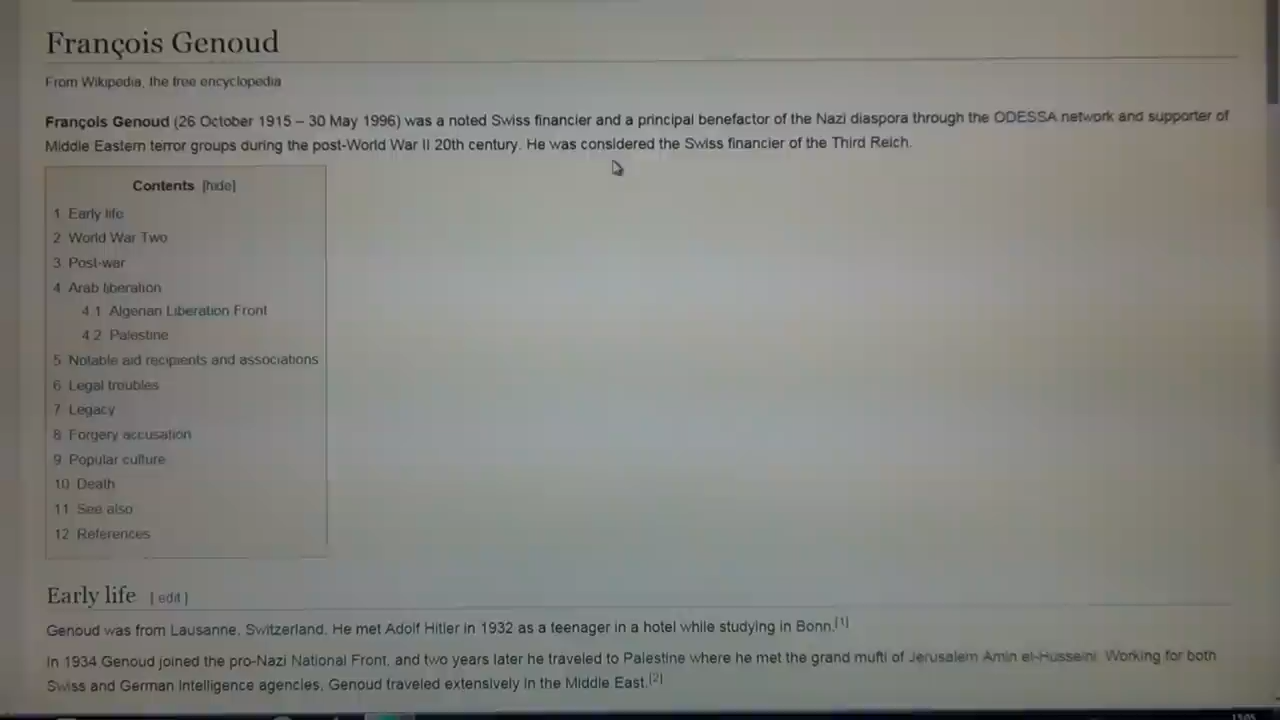 François Genoud
From Wikipedia, the free encyclopedia
François Genoud (26 October 1915 – 30 May 1996) was a noted Swiss financier and a principal benefactor of the Nazi diaspora through the ODESSA network and supporter of
Middle Eastern terror groups during the post-World War II 20th century. He was considered the Swiss financier of the Third Reich.
Contents [hide]
1 Early life
2 World War Two
3 Post-war
4 Arab liberation
4.1 Algerian Liberation Front
4.2 Palestine
5 Notable aid recipients and associations
6 Legal troubles
7 Legacy
8 Forgery accusation
9 Popular culture
10 Death
11 See also
12 References
Early life [edit]
Genoud was from Lausanne, Switzerland. He met Adolf Hitler in 1932 as a teenager in a hotel while studying in Bonn.[1]
In 1934 Genoud joined the pro-Nazi National Front, and two years later he traveled to Palestine where he met the grand mufti of Jerusalem Amin el-Husseini. Working for both
Swiss and German Intelligence agencies, Genoud traveled extensively in the Middle East.[2]